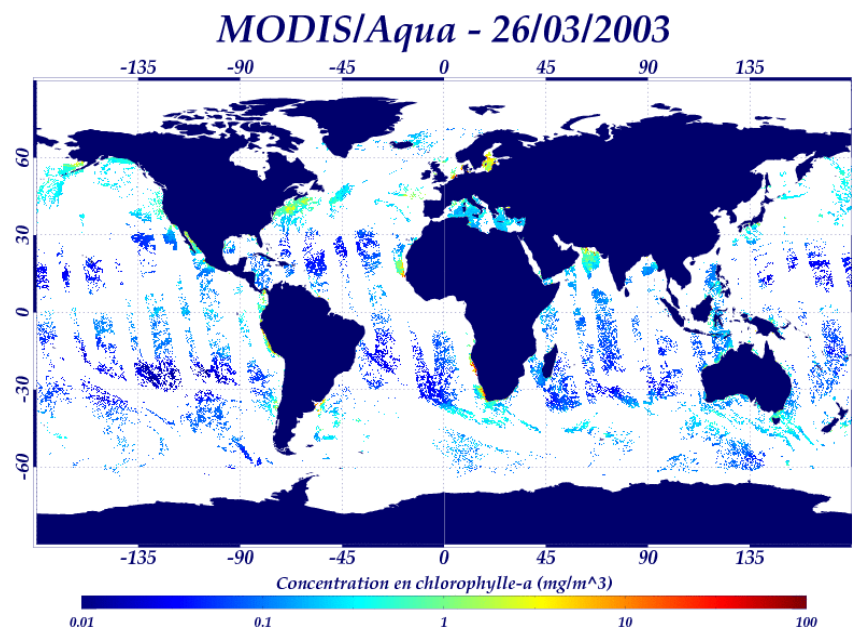 MODIS/Aqua - 26/03/2003
-135 -90 -45 0 45 90 135
60
30
0
-30
-60
-135 -90 -45 0 45 90 135
Concentration en chlorophylle-a (mg/m^3)
0.01 0.1 1 10 100